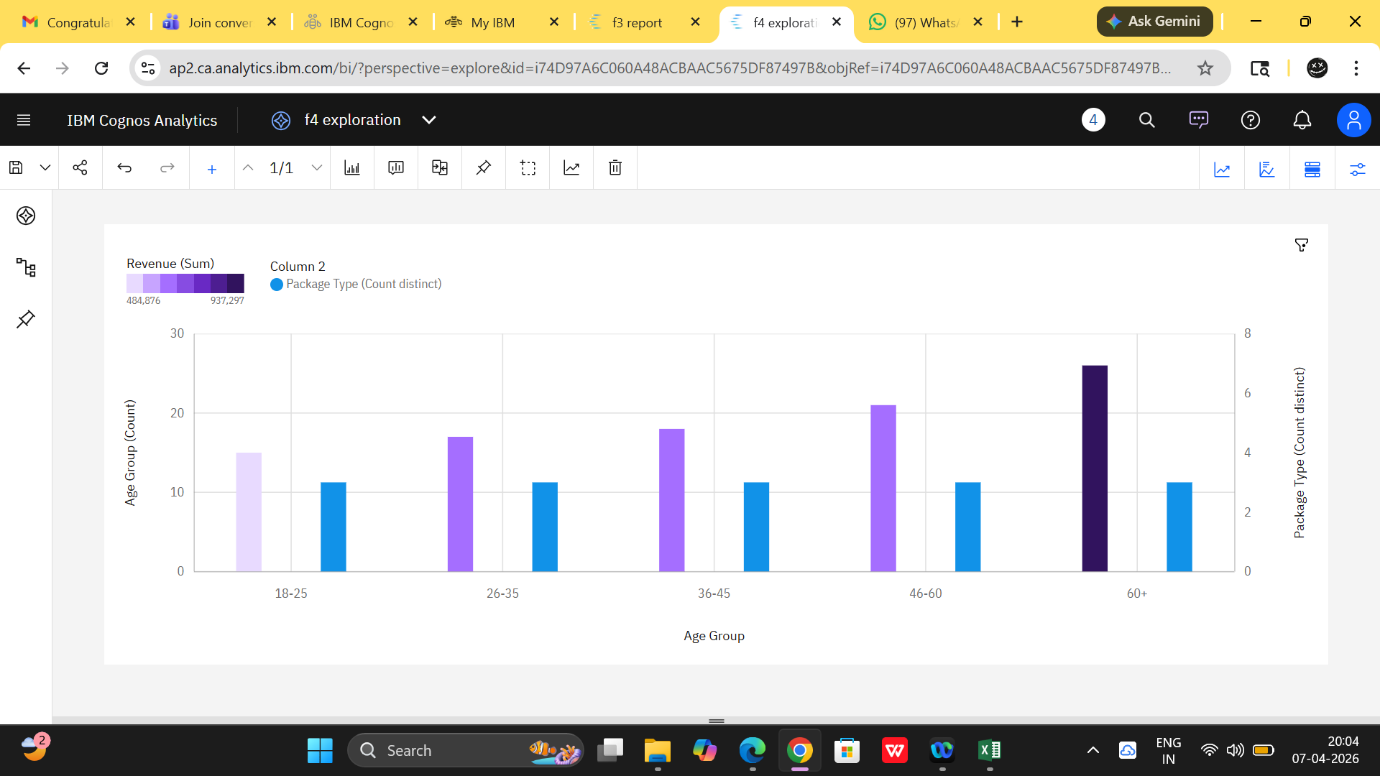 Congratula
Join conver
IBM Cogno
My IBM
f3 report
f4 explorati
(97) Whats
Ask Gemini
ap2.ca.analytics.ibm.com/bi/?perspective=explore&id=i74D97A6C060A48ACBAAC5675DF87497B&objRef=i74D97A6C060A48ACBAAC5675DF87497B...
IBM Cognos Analytics
f4 exploration
4
1/1
Revenue (Sum)
484,876
937,297
Column 2
Package Type (Count distinct)
Age Group (Count)
30
20
10
0
8
6
4
2
0
Package Type (Count distinct)
18-25
26-35
36-45
46-60
60+
Age Group
2
Search
ENG
IN
20:04
07-04-2026